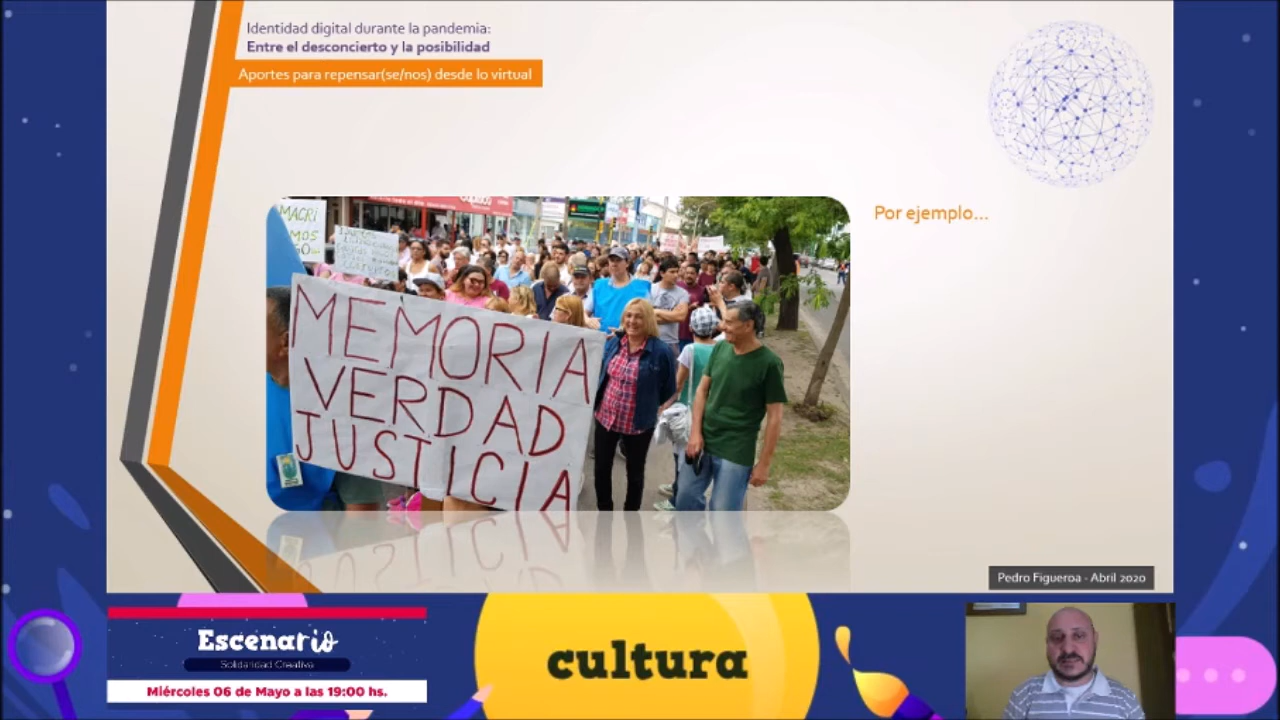 Identidad digital durante la pandemia:
Entre el desconcierto y la posibilidad
Aportes para repensar(se/nos) desde lo virtual
Por ejemplo...
MACRI
MEMORIA
VERDAD
JUSTICIA
Pedro Figueroa - Abril 2020
Escenario
Solidaridad Creativa
Miércoles 06 de Mayo a las 19:00 hs.
cultura